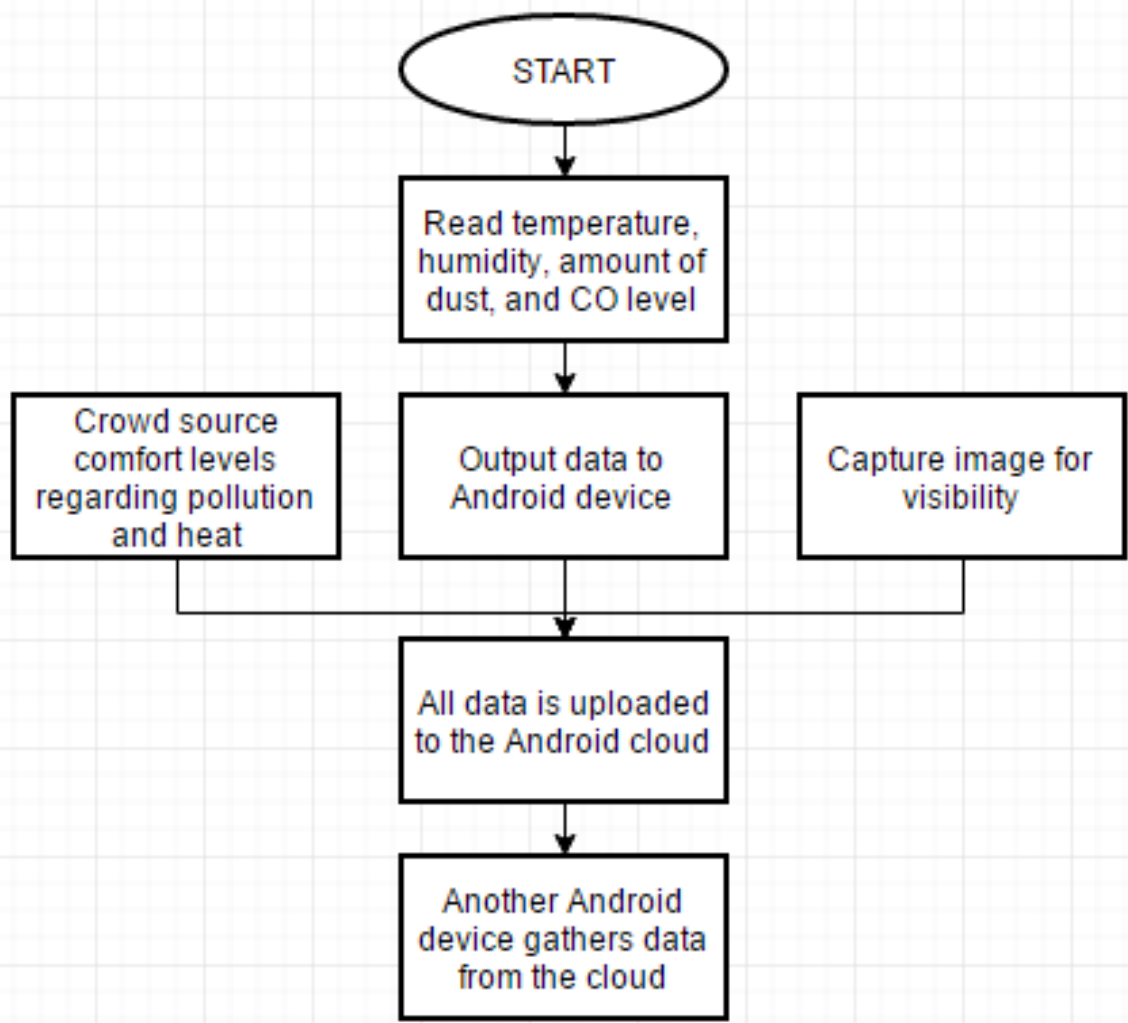 START
Read temperature,
humidity, amount of
dust, and CO level
Crowd source
comfort levels
regarding pollution
and heat
Output data to
Android device
Capture image for
visibility
All data is uploaded
to the Android cloud
Another Android
device gathers data
from the cloud